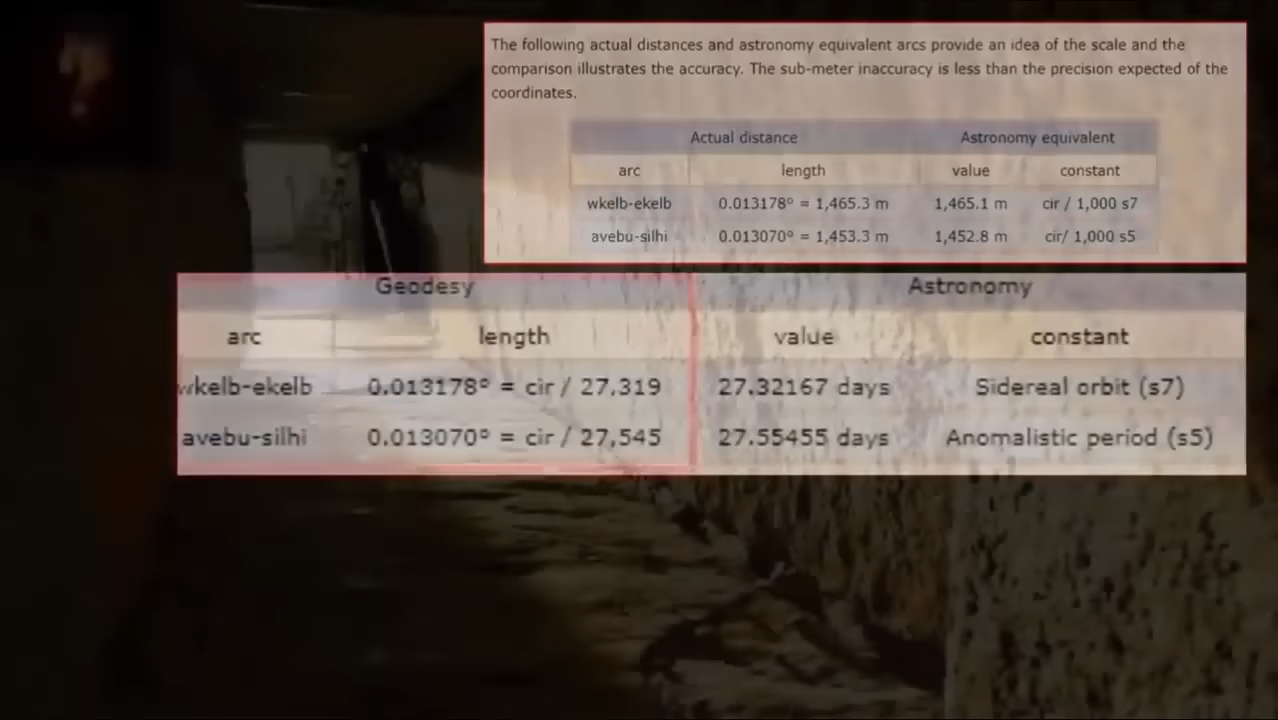 The following actual distances and astronomy equivalent arcs provide an idea of the scale and the
comparison illustrates the accuracy. The sub-meter inaccuracy is less than the precision expected of the
coordinates.
Actual distance Astronomy equivalent
arc length value constant
wkelb-ekelb 0.013178º = 1,465.3 m 1,465.1 m cir / 1,000 s7
avebu-silhi 0.013070º = 1,453.3 m 1,452.8 m cir/ 1,000 s5
Geodesy Astronomy
arc length value constant
wkelb-ekelb 0.013178º = cir / 27,319 27.32167 days Sidereal orbit (s7)
avebu-silhi 0.013070º = cir / 27,545 27.55455 days Anomalistic period (s5)